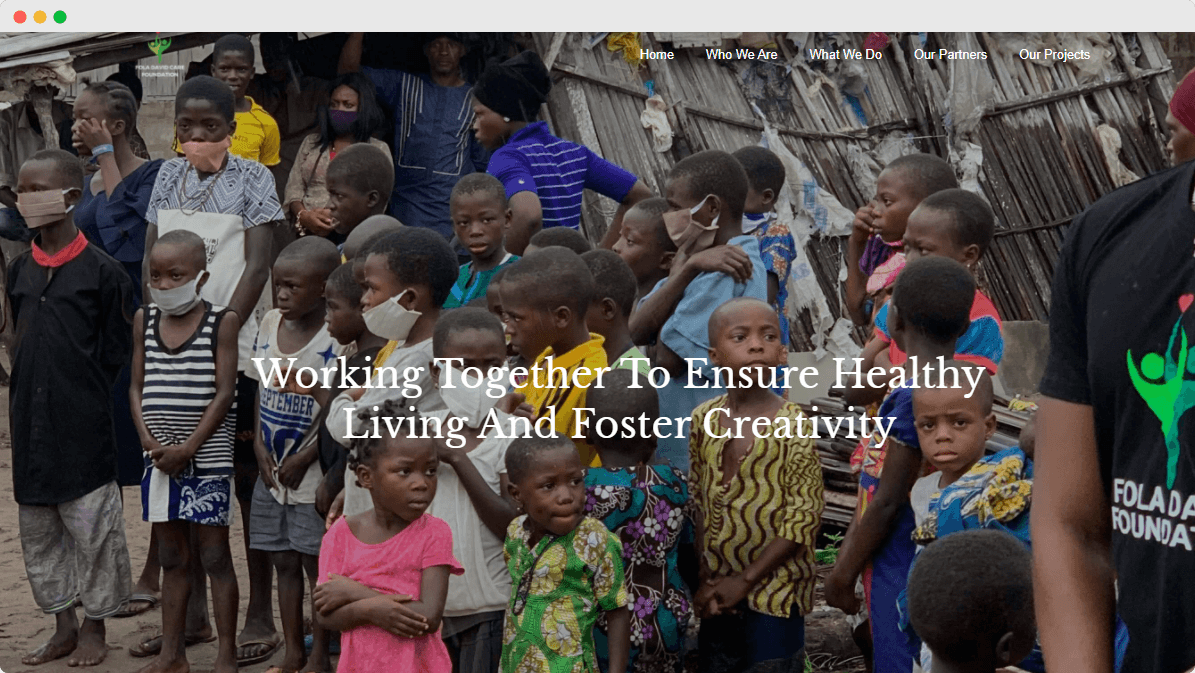 FOLA DAVID CARE
FOUNDATION
Home
Who We Are
What We Do
Our Partners
Our Projects
Working Together To Ensure Healthy
Living And Foster Creativity
SEPTEMBER
FOLA DA
FOUNDAT